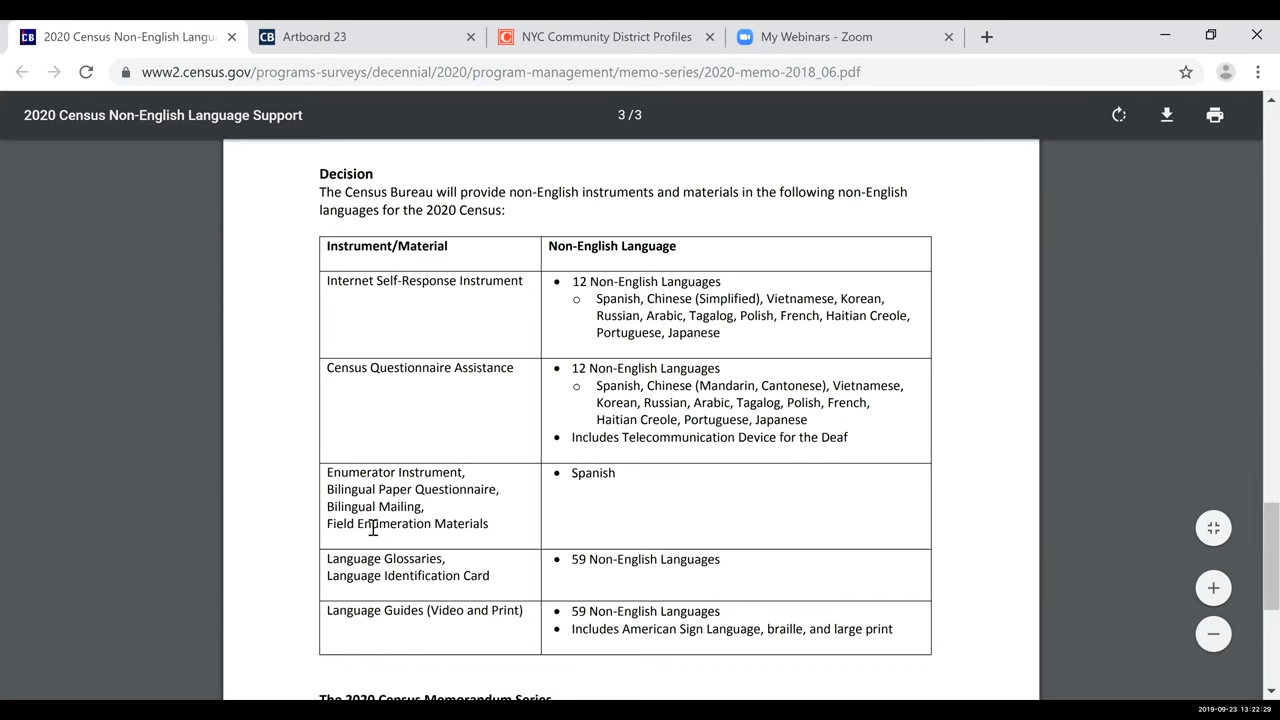 2020 Census Non-English Langu
Artboard 23
NYC Community District Profiles
My Webinars - Zoom
www2.census.gov/programs-surveys/decennial/2020/program-management/memo-series/2020-memo-2018_06.pdf
2020 Census Non-English Language Support
3 / 3
Decision
The Census Bureau will provide non-English instruments and materials in the following non-English
languages for the 2020 Census:
Instrument/Material
Non-English Language
Internet Self-Response Instrument
• 12 Non-English Languages
o Spanish, Chinese (Simplified), Vietnamese, Korean,
Russian, Arabic, Tagalog, Polish, French, Haitian Creole,
Portuguese, Japanese
Census Questionnaire Assistance
• 12 Non-English Languages
o Spanish, Chinese (Mandarin, Cantonese), Vietnamese,
Korean, Russian, Arabic, Tagalog, Polish, French,
Haitian Creole, Portuguese, Japanese
• Includes Telecommunication Device for the Deaf
Enumerator Instrument,
Bilingual Paper Questionnaire,
Bilingual Mailing,
Field Enumeration Materials
• Spanish
Language Glossaries,
Language Identification Card
• 59 Non-English Languages
Language Guides (Video and Print)
• 59 Non-English Languages
• Includes American Sign Language, braille, and large print
The 2020 Census Memorandum Series
2019-09-23 13:22:29